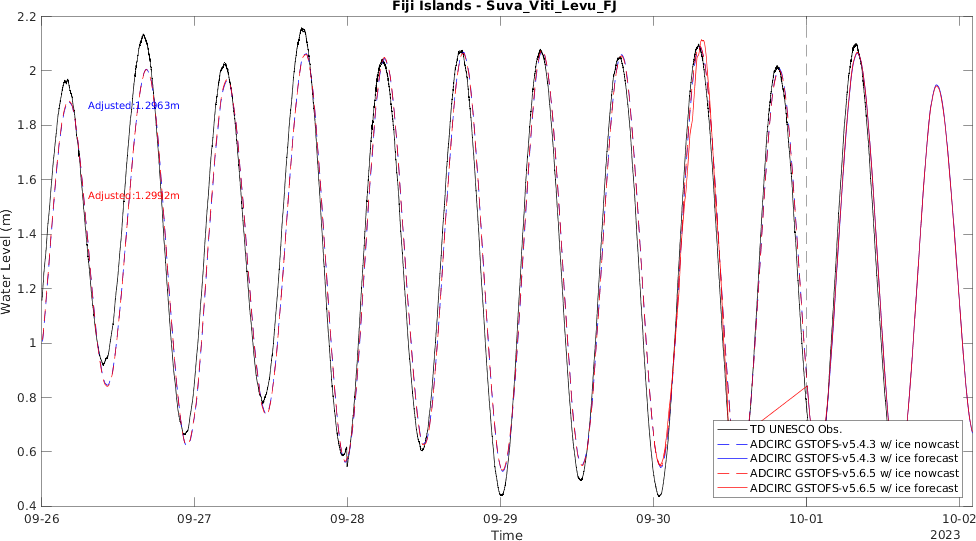 Fiji Islands - Suva_Viti_Levu_FJ
2.2
2
1.8
1.6
1.4
1.2
1
0.8
0.6
0.4
Water Level (m)
Adjusted:1.2963m
Adjusted:1.2992m
TD UNESCO Obs.
ADCIRC GSTOFS-v5.4.3 w/ ice nowcast
ADCIRC GSTOFS-v5.4.3 w/ ice forecast
ADCIRC GSTOFS-v5.6.5 w/ ice nowcast
ADCIRC GSTOFS-v5.6.5 w/ ice forecast
09-26 09-27 09-28 09-29 09-30 10-01 10-02
Time
2023